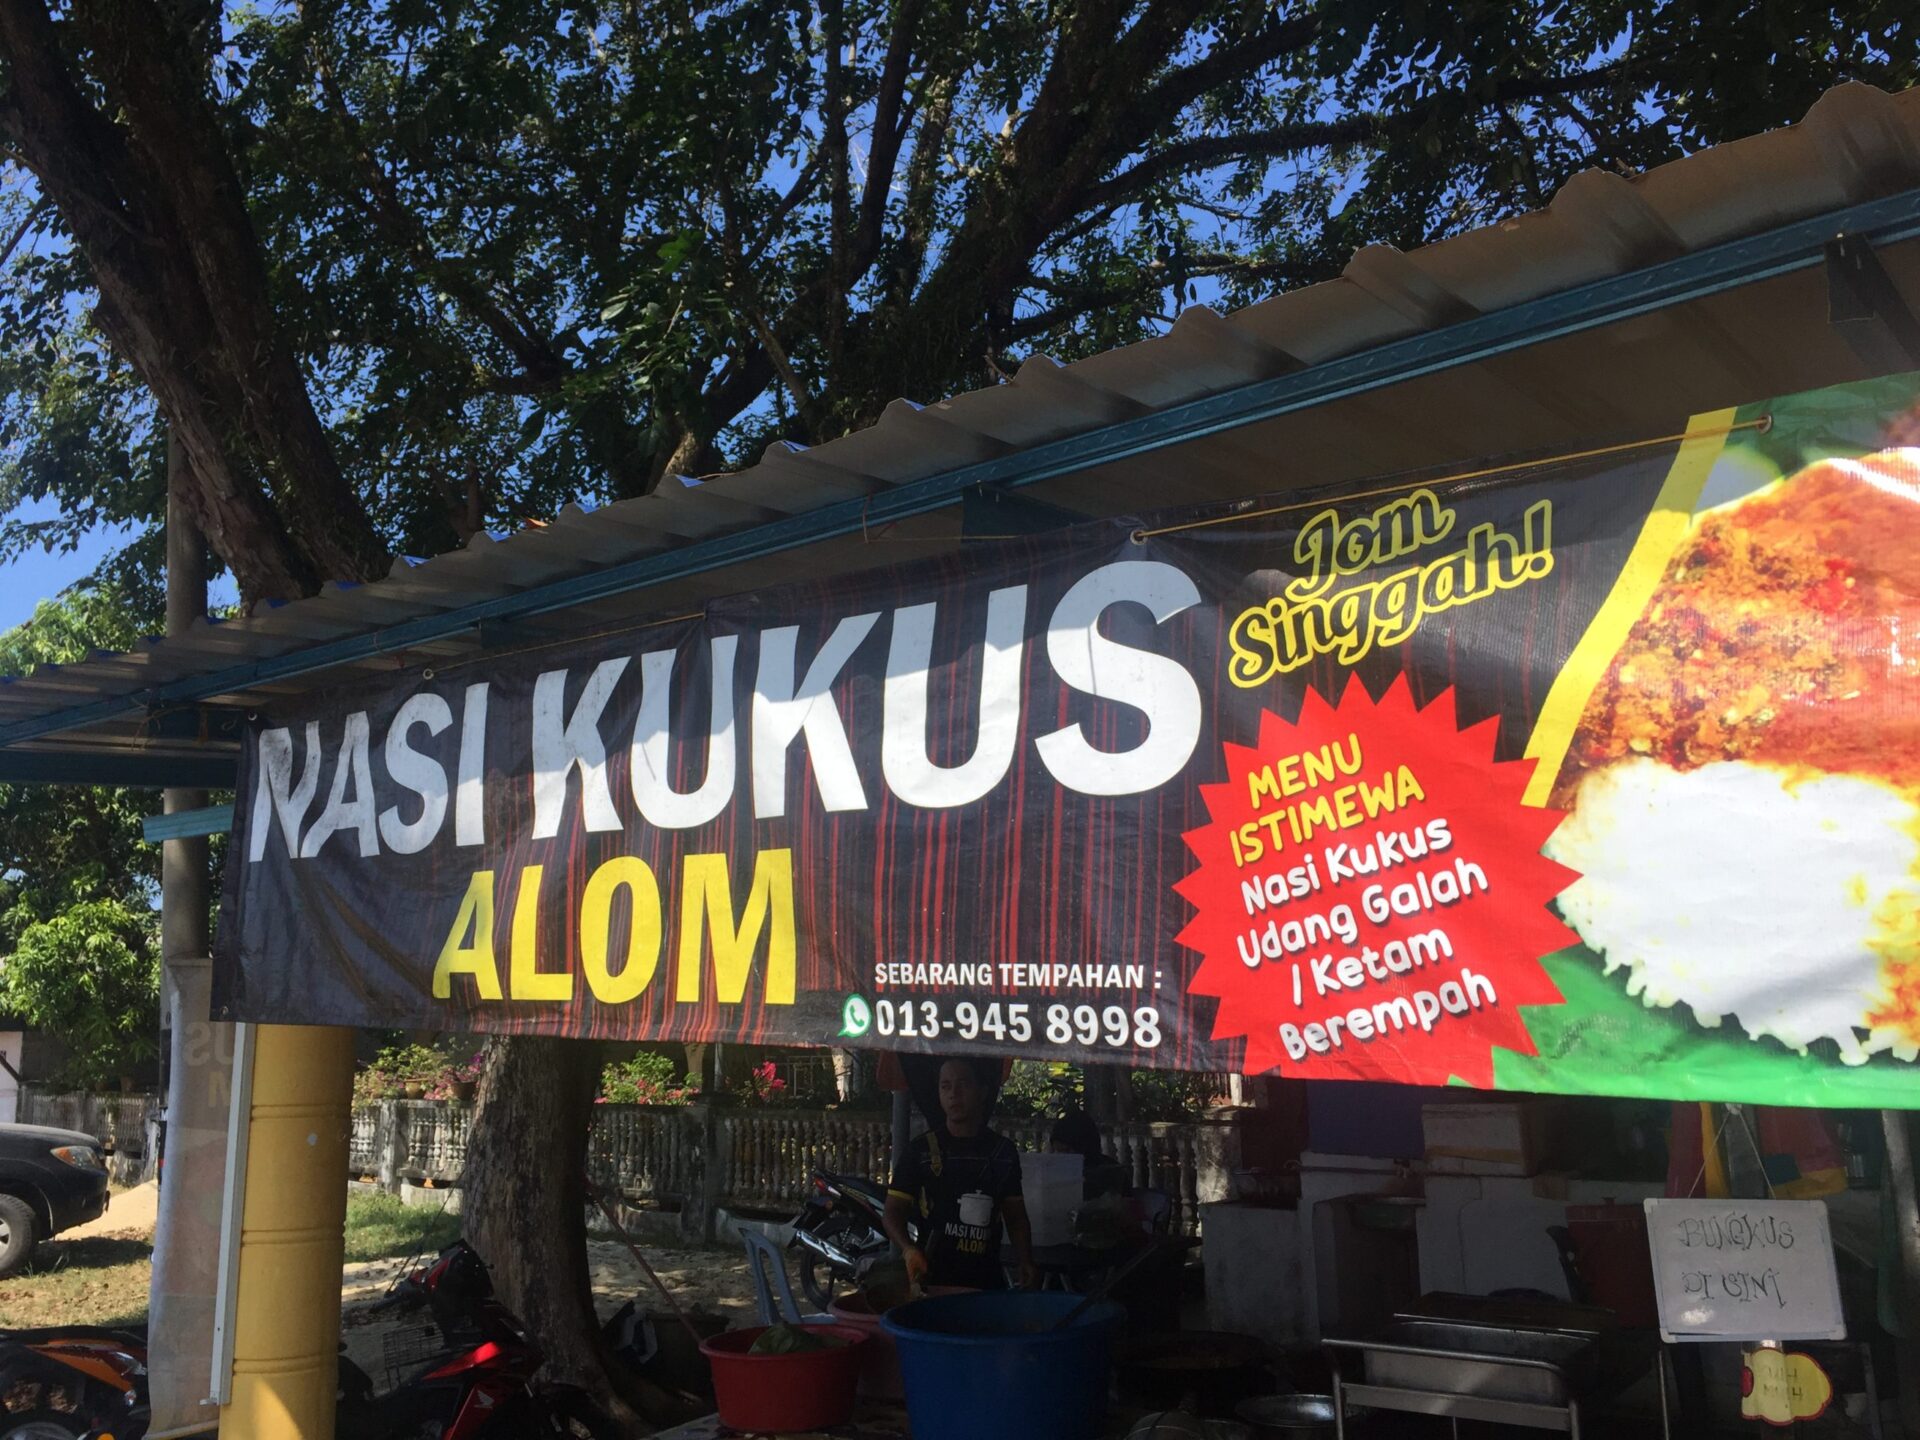 NASI KUKUS
ALOM
SEBARANG TEMPAHAN :
013-945 8998
Jom
Singgah!
MENU
ISTIMEWA
Nasi Kukus
Udang Galah
/ Ketam
Berempah
NASI KUK
ALOM
BUNGKUS
DI SINI